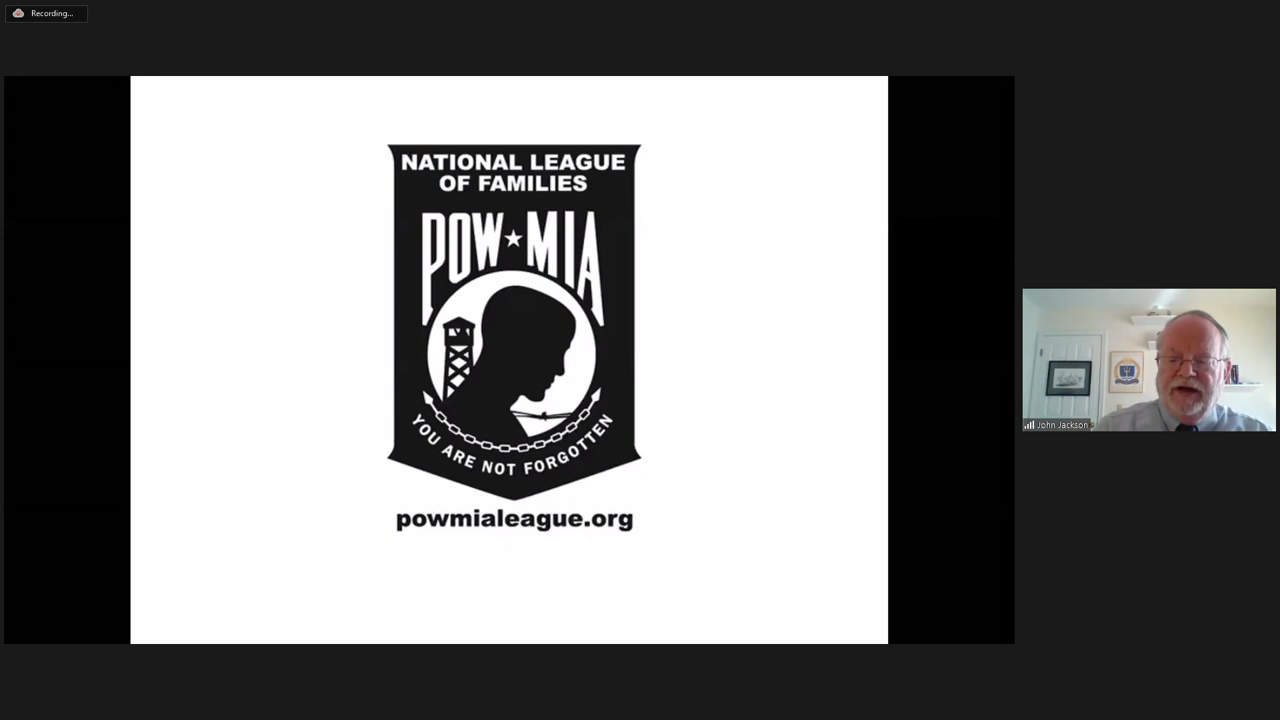 Recording...
NATIONAL LEAGUE
OF FAMILIES
POW★MIA
YOU ARE NOT FORGOTTEN
powmialeague.org
John Jackson